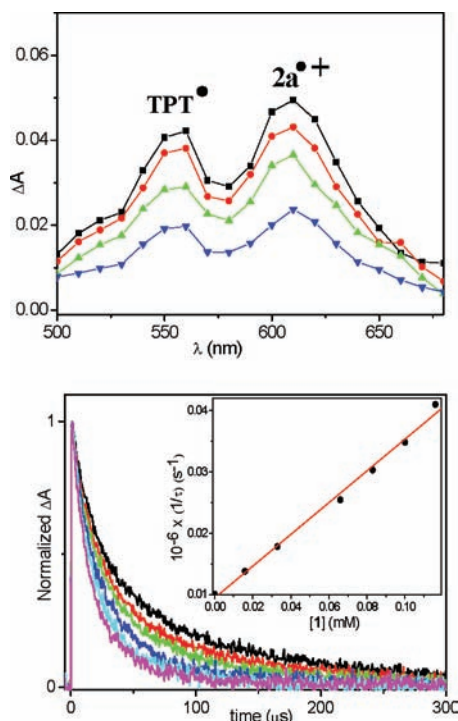 0.06
0.04
0.02
0.00
ΔA
TPT•
2a•+
500 550 600 650
λ (nm)
1
0
Normalized ΔA
0.04
0.03
0.02
0.01
10⁻⁶ x (1/τ) (s⁻¹)
0.00 0.02 0.04 0.06 0.08 0.10
[1] (mM)
0 100 200 300
time (μs)